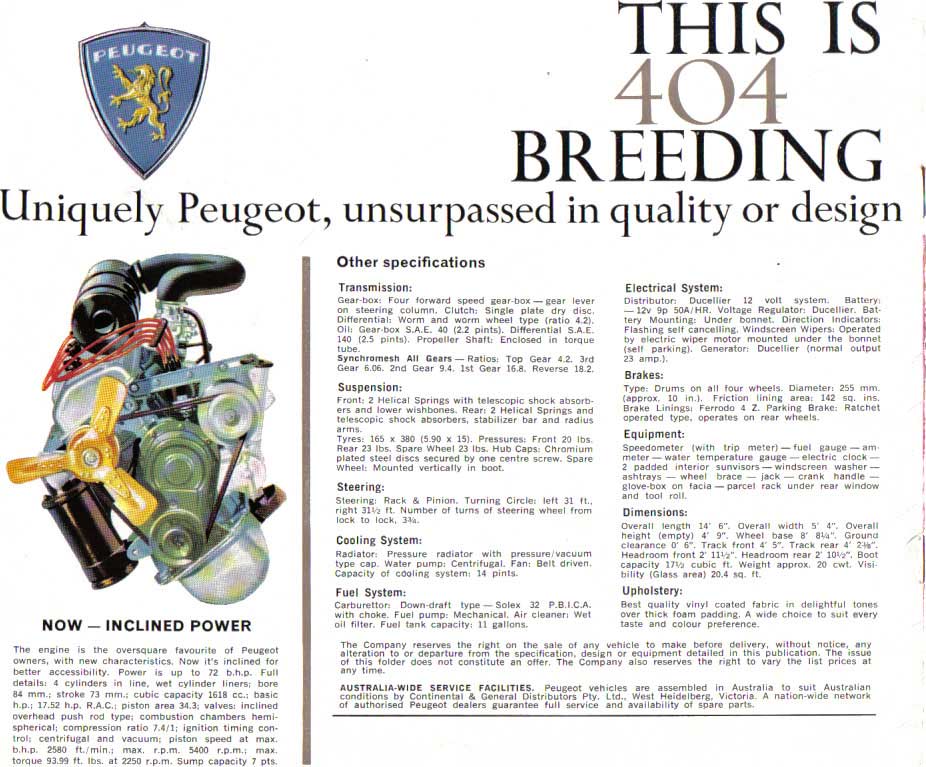 PEUGEOT
THIS IS
404
BREEDING
Uniquely Peugeot, unsurpassed in quality or design
NOW — INCLINED POWER
The engine is the oversquare favourite of Peugeot
owners, with new characteristics. Now it's inclined for
better accessibility. Power is up to 72 b.h.p. Full
details: 4 cylinders in line, wet cylinder liners; bore
84 mm.; stroke 73 mm.; cubic capacity 1618 cc.; basic
h.p.; 17.52 h.p. R.A.C.; piston area 34.3; valves: inclined
overhead push rod type; combustion chambers hemi-
spherical; compression ratio 7.4/1; ignition timing con-
trol; centrifugal and vacuum; piston speed at max.
b.h.p. 2580 ft./min.; max. r.p.m. 5400 r.p.m.; max.
torque 93.99 ft. lbs. at 2250 r.p.m. Sump capacity 7 pts.
Other specifications
Transmission:
Gear-box: Four forward speed gear-box — gear lever
on steering column. Clutch: Single plate dry disc.
Differential: Worm and worm wheel type (ratio 4.2).
Oil: Gear-box S.A.E. 40 (2.2 pints). Differential S.A.E.
140 (2.5 pints). Propeller Shaft: Enclosed in torque
tube.
Synchromesh All Gears — Ratios: Top Gear 4.2. 3rd
Gear 6.06. 2nd Gear 9.4. 1st Gear 16.8. Reverse 18.2.
Suspension:
Front: 2 Helical Springs with telescopic shock absorb-
ers and lower wishbones. Rear: 2 Helical Springs and
telescopic shock absorbers, stabilizer bar and radius
arms.
Tyres: 165 x 380 (5.90 x 15). Pressures: Front 20 lbs.
Rear 23 lbs. Spare Wheel 23 lbs. Hub Caps: Chromium
plated steel discs secured by one centre screw. Spare
Wheel: Mounted vertically in boot.
Steering:
Steering: Rack & Pinion. Turning Circle: left 31 ft.,
right 31½ ft. Number of turns of steering wheel from
lock to lock, 3¾.
Cooling System:
Radiator: Pressure radiator with pressure/vacuum
type cap. Water pump: Centrifugal. Fan: Belt driven.
Capacity of cooling system: 14 pints.
Fuel System:
Carburettor: Down-draft type — Solex 32 P.B.I.C.A.
with choke. Fuel pump: Mechanical. Air cleaner: Wet
oil filter. Fuel tank capacity: 11 gallons.
Electrical System:
Distributor: Ducellier 12 volt system. Battery:
— 12v 9p 50A/HR. Voltage Regulator: Ducellier. Bat-
tery Mounting: Under bonnet. Direction Indicators:
Flashing self cancelling. Windscreen Wipers: Operated
by electric wiper motor mounted under the bonnet
(self parking). Generator: Ducellier (normal output
23 amp.).
Brakes:
Type: Drums on all four wheels. Diameter: 255 mm.
(approx. 10 in.). Friction lining area: 142 sq. ins.
Brake Linings: Ferrodo 4 Z. Parking Brake: Ratchet
operated type, operates on rear wheels.
Equipment:
Speedometer (with trip meter) — fuel gauge — am-
meter — water temperature gauge — electric clock —
2 padded interior sunvisors — windscreen washer —
ashtrays — wheel brace — jack — crank handle —
glove-box on facia — parcel rack under rear window
and tool roll.
Dimensions:
Overall length 14' 6". Overall width 5' 4". Overall
height (empty) 4' 9". Wheel base 8' 8¼". Ground
clearance 0' 6". Track front 4' 5". Track rear 4' 2⅜".
Headroom front 2' 11½". Headroom rear 2' 10½". Boot
capacity 17½ cubic ft. Weight approx. 20 cwt. Visi-
bility (Glass area) 20.4 sq. ft.
Upholstery:
Best quality vinyl coated fabric in delightful tones
over thick foam padding. A wide choice to suit every
taste and colour preference.
The Company reserves the right on the sale of any vehicle to make before delivery, without notice, any
alteration to or departure from the specification, design or equipment detailed in this publication. The issue
of this folder does not constitute an offer. The Company also reserves the right to vary the list prices at
any time.
AUSTRALIA-WIDE SERVICE FACILITIES. Peugeot vehicles are assembled in Australia to suit Australian
conditions by Continental & General Distributors Pty. Ltd., West Heidelberg, Victoria. A nation-wide network
of authorised Peugeot dealers guarantee full service and availability of spare parts.